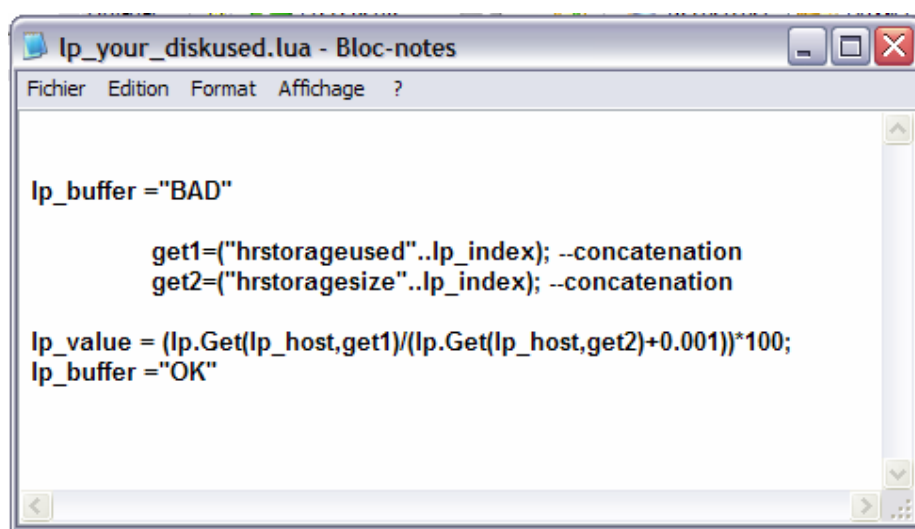 lp_your_diskused.lua - Bloc-notes
Fichier Edition Format Affichage ?
lp_buffer ="BAD"
get1=("hrstorageused"..lp_index); --concatenation
get2=("hrstoragesize"..lp_index); --concatenation
lp_value = (lp.Get(lp_host,get1)/(lp.Get(lp_host,get2)+0.001))*100;
lp_buffer ="OK"